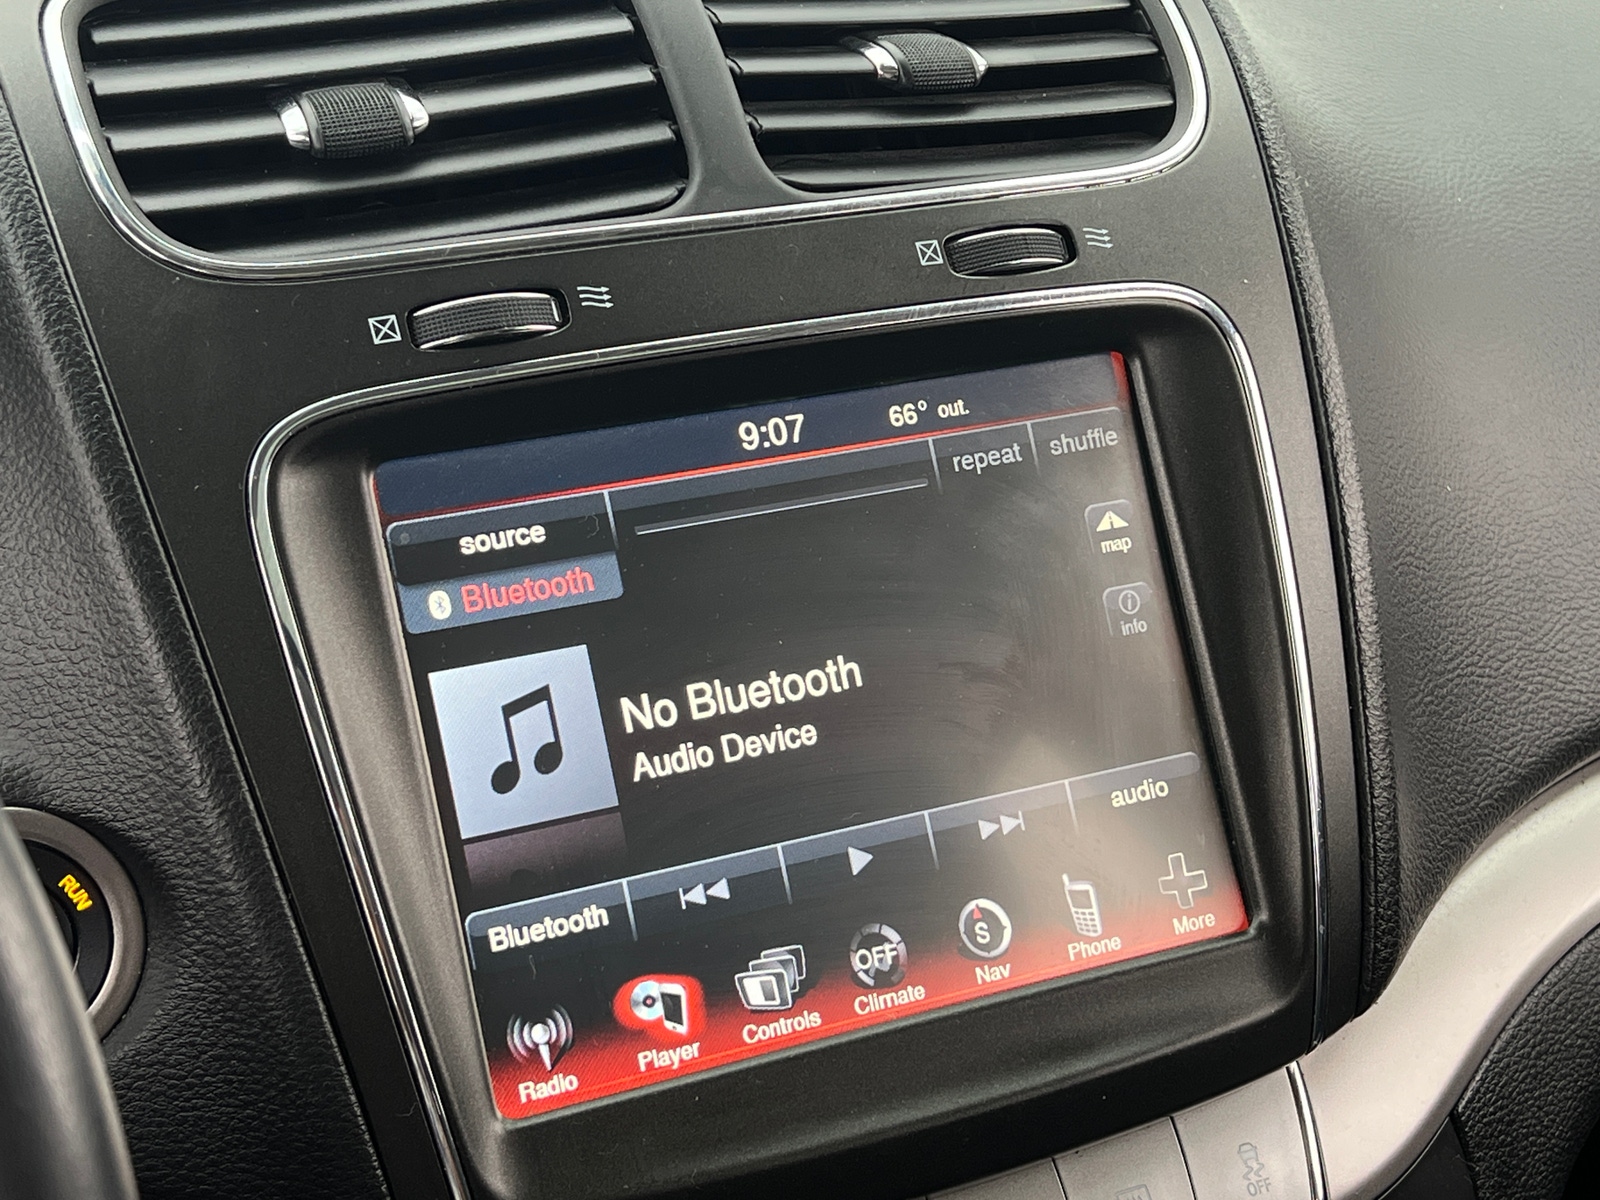 9:07
66° out.
repeat
shuffle
source
Bluetooth
map
i
info
No Bluetooth
Audio Device
audio
Bluetooth
RUN
OFF
S
Radio
Player
Controls
Climate
Nav
Phone
More
OFF